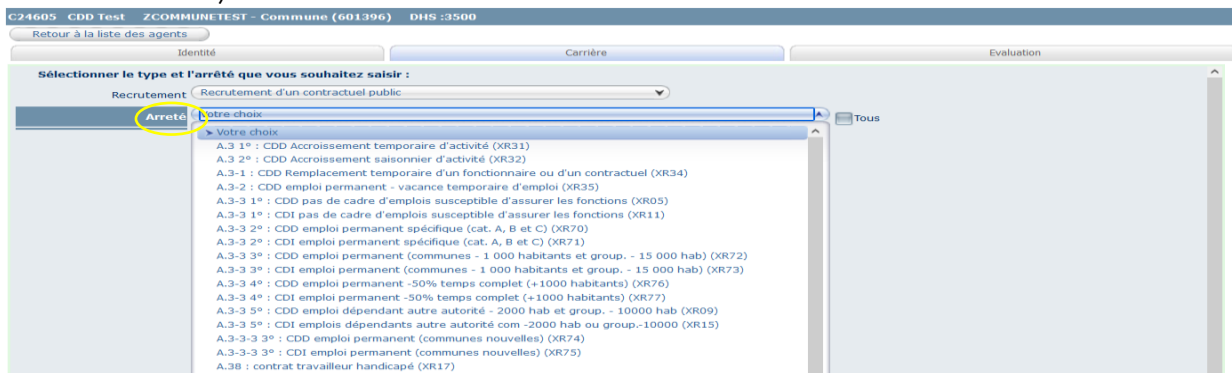 C24605 CDD Test ZCOMMUNETEST - Commune (601396) DHS :3500
Retour à la liste des agents
Identité Carrière Evaluation
Sélectionner le type et l'arrêté que vous souhaitez saisir :
Recrutement Recrutement d'un contractuel public
Arreté Votre choix Tous
➤ Votre choix
A.3 1° : CDD Accroissement temporaire d'activité (XR31)
A.3 2° : CDD Accroissement saisonnier d'activité (XR32)
A.3-1 : CDD Remplacement temporaire d'un fonctionnaire ou d'un contractuel (XR34)
A.3-2 : CDD emploi permanent - vacance temporaire d'emploi (XR35)
A.3-3 1° : CDD pas de cadre d'emplois susceptible d'assurer les fonctions (XR05)
A.3-3 1° : CDI pas de cadre d'emplois susceptible d'assurer les fonctions (XR11)
A.3-3 2° : CDD emploi permanent spécifique (cat. A, B et C) (XR70)
A.3-3 2° : CDI emploi permanent spécifique (cat. A, B et C) (XR71)
A.3-3 3° : CDD emploi permanent (communes - 1 000 habitants et group. - 15 000 hab) (XR72)
A.3-3 3° : CDI emploi permanent (communes - 1 000 habitants et group. - 15 000 hab) (XR73)
A.3-3 4° : CDD emploi permanent -50% temps complet (+1000 habitants) (XR76)
A.3-3 4° : CDI emploi permanent -50% temps complet (+1000 habitants) (XR77)
A.3-3 5° : CDD emploi dépendant autre autorité - 2000 hab et group. - 10000 hab (XR09)
A.3-3 5° : CDI emplois dépendants autre autorité com -2000 hab ou group.-10000 (XR15)
A.3-3-3 3° : CDD emploi permanent (communes nouvelles) (XR74)
A.3-3-3 3° : CDI emploi permanent (communes nouvelles) (XR75)
A.38 : contrat travailleur handicapé (XR17)